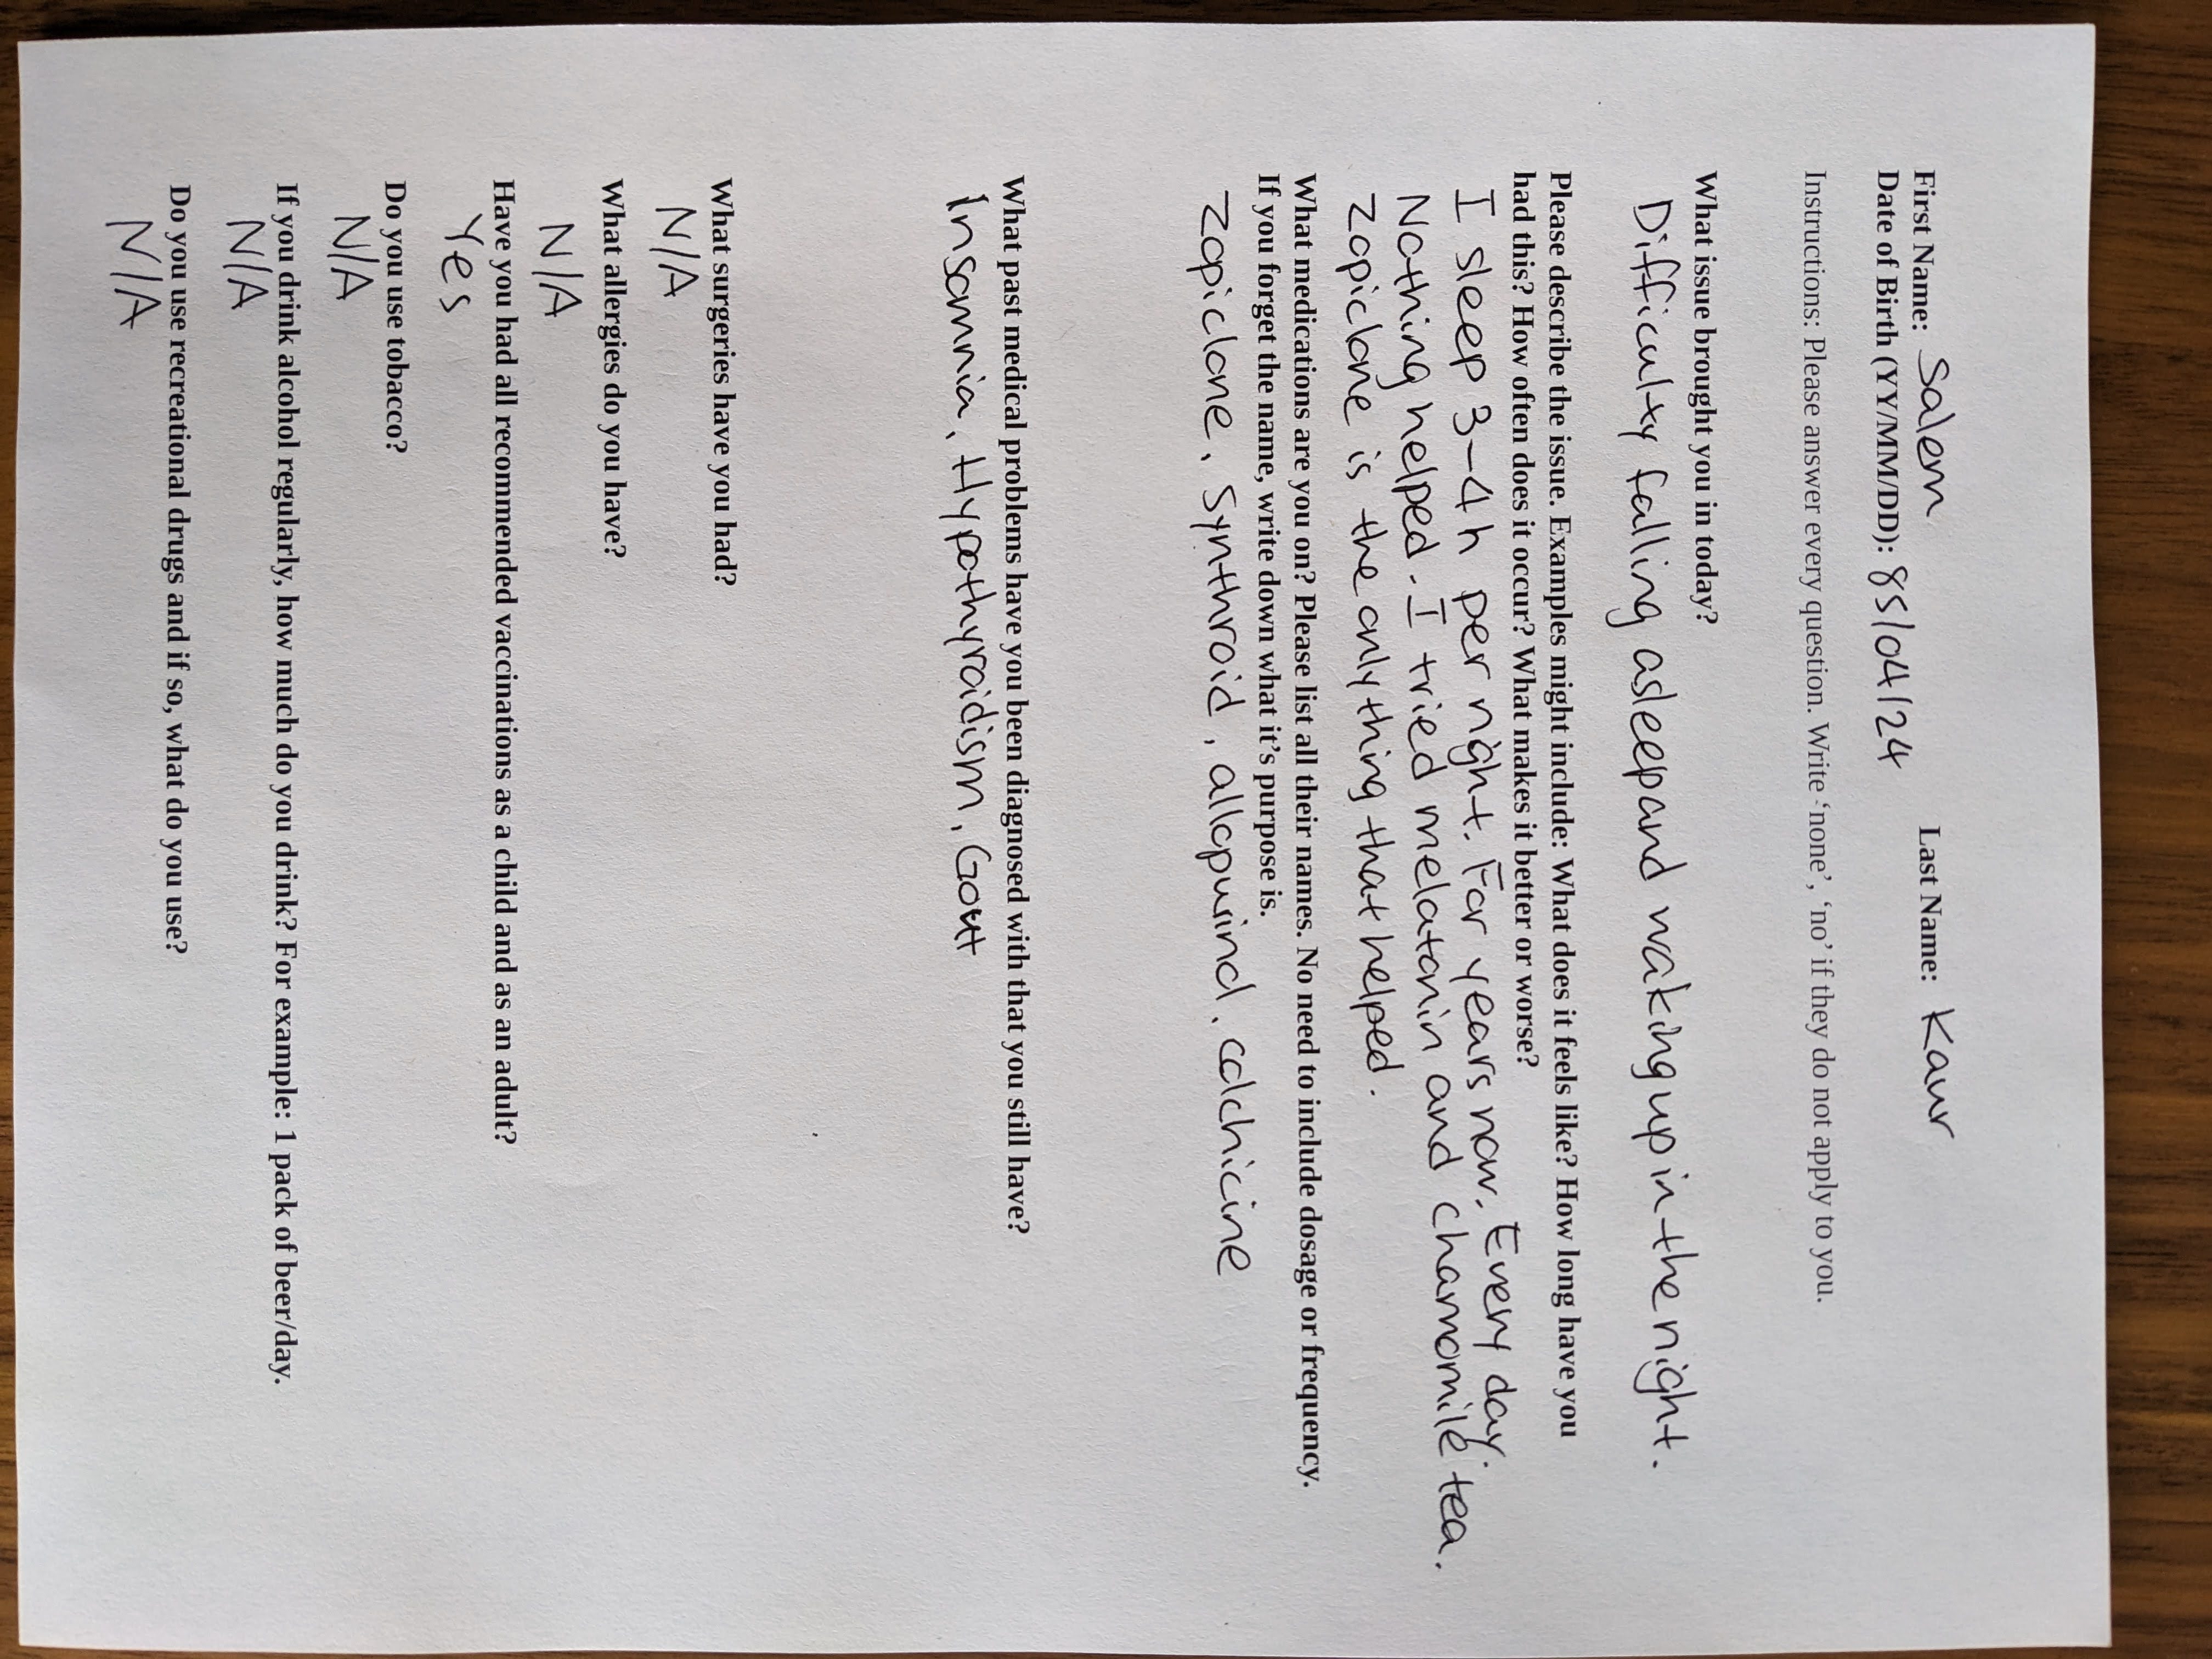 First Name: Salem Last Name: Kaur
Date of Birth (YY/MM/DD): 85/04/24
Instructions: Please answer every question. Write ‘none’, ‘no’ if they do not apply to you.
What issue brought you in today?
Difficulty falling asleep and waking up in the night.
Please describe the issue. Examples might include: What does it feels like? How long have you
had this? How often does it occur? What makes it better or worse?
I sleep 3-4h per night. For years now. Every day.
Nothing helped. I tried melatonin and chamomile tea.
Zopiclone is the only thing that helped.
What medications are you on? Please list all their names. No need to include dosage or frequency.
If you forget the name, write down what it’s purpose is.
Zopiclone, Synthroid, allopurinol, colchicine
What past medical problems have you been diagnosed with that you still have?
Insomnia, Hypothyroidism, Gout
What surgeries have you had?
N/A
What allergies do you have?
N/A
Have you had all recommended vaccinations as a child and as an adult?
Yes
Do you use tobacco?
N/A
If you drink alcohol regularly, how much do you drink? For example: 1 pack of beer/day.
N/A
Do you use recreational drugs and if so, what do you use?
N/A